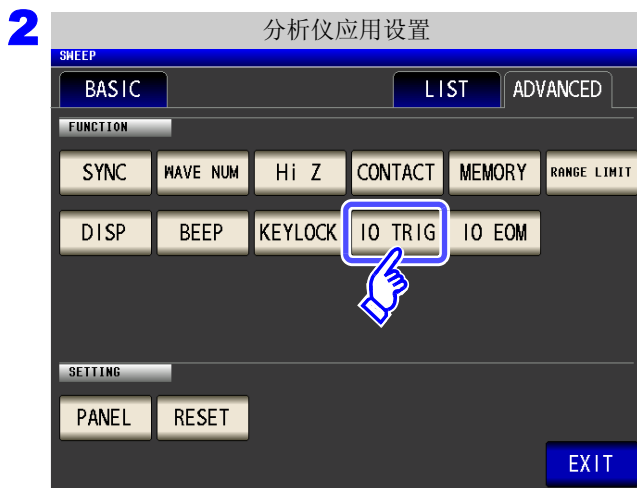 2
分析仪应用设置
SWEEP
BASIC LIST ADVANCED
FUNCTION
SYNC WAVE NUM Hi Z CONTACT MEMORY RANGE LIMIT
DISP BEEP KEYLOCK IO TRIG IO EOM
SETTING
PANEL RESET
EXIT